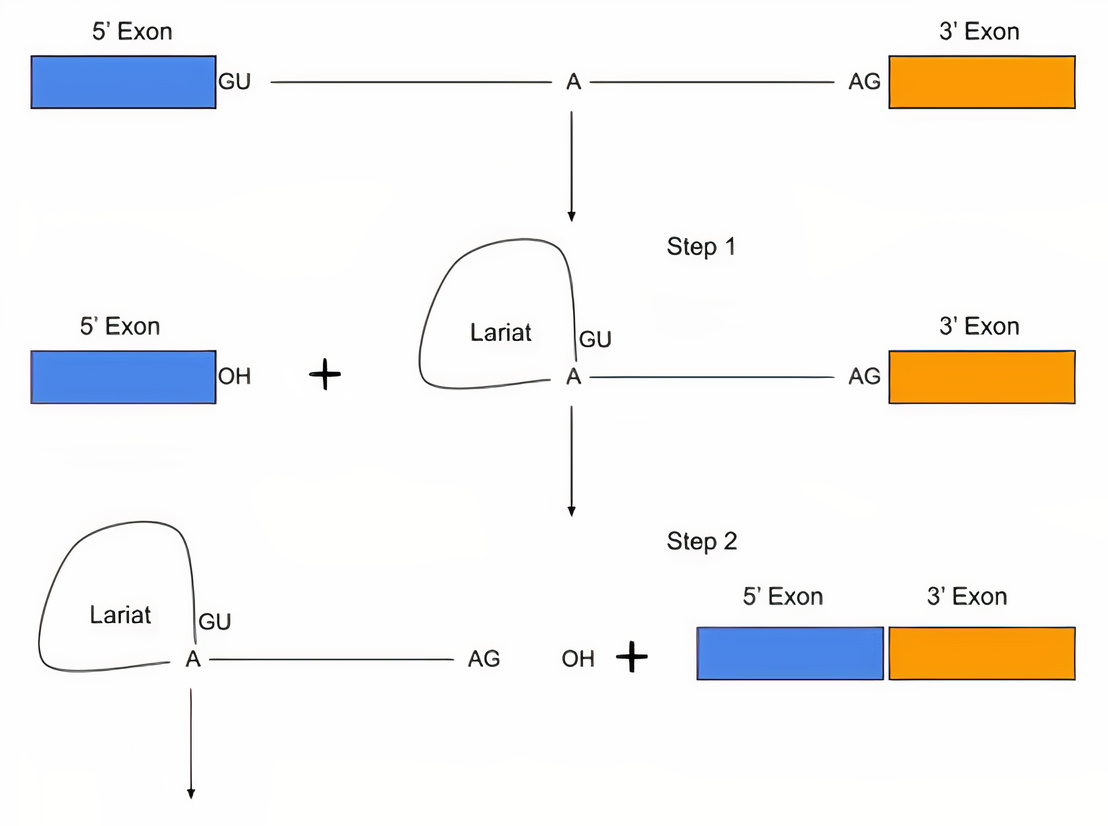 5' Exon
3' Exon
GU
A
AG
Step 1
5' Exon
Lariat
GU
3' Exon
OH
+
A
AG
Step 2
5' Exon
3' Exon
Lariat
GU
A
AG
OH
+